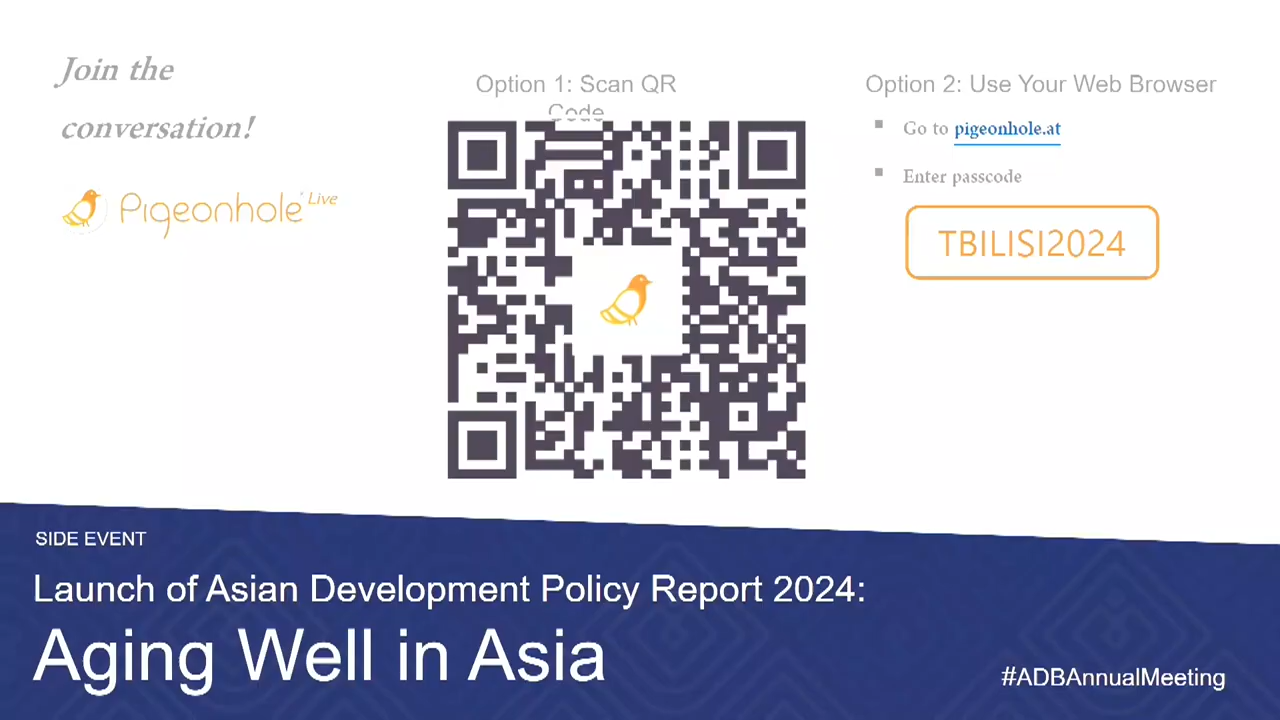 Join the
conversation!
Pigeonhole Live
Option 1: Scan QR
Code
Option 2: Use Your Web Browser
Go to pigeonhole.at
Enter passcode
TBILISI2024
SIDE EVENT
Launch of Asian Development Policy Report 2024:
Aging Well in Asia
#ADBAnnualMeeting